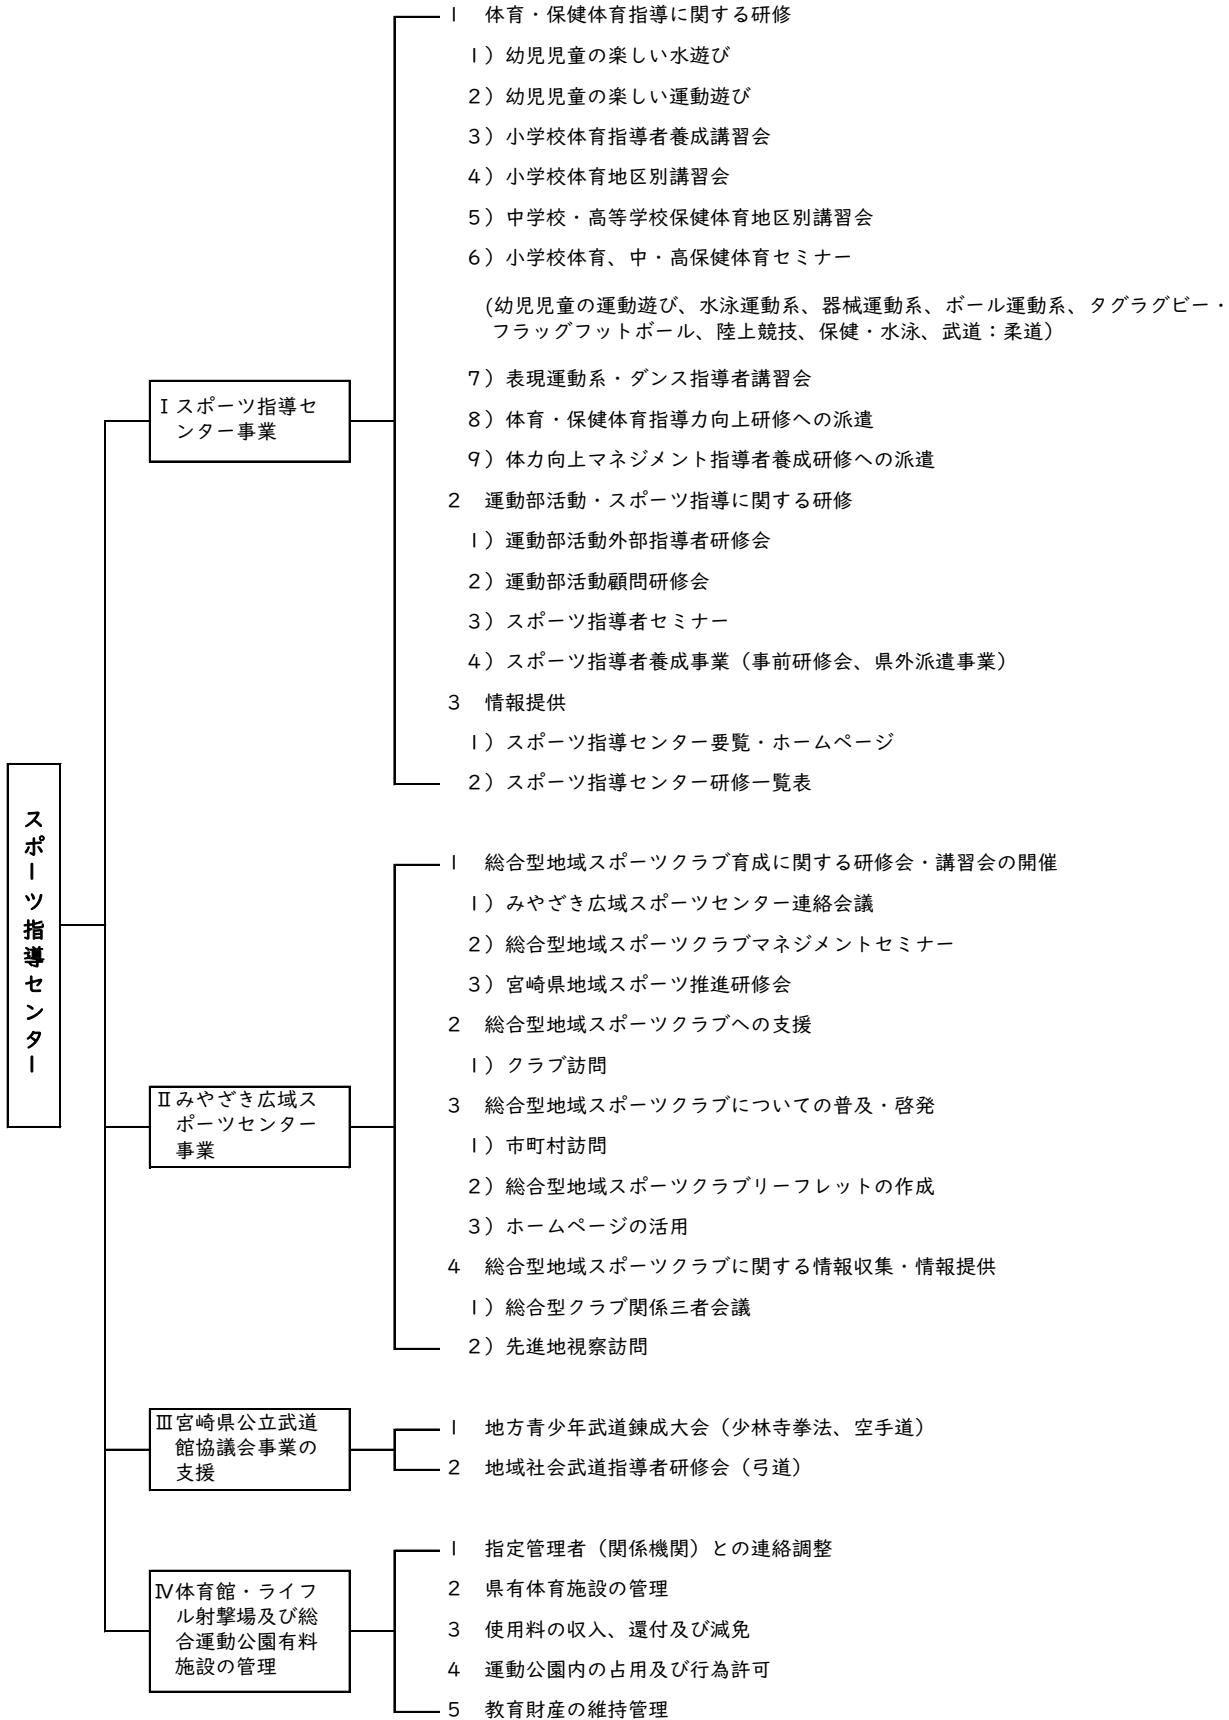 スポーツ指導センター
Ⅰスポーツ指導セ
ンター事業
1 体育・保健体育指導に関する研修
1）幼児児童の楽しい水遊び
2）幼児児童の楽しい運動遊び
3）小学校体育指導者養成講習会
4）小学校体育地区別講習会
5）中学校・高等学校保健体育地区別講習会
6）小学校体育、中・高保健体育セミナー
(幼児児童の運動遊び、水泳運動系、器械運動系、ボール運動系、タグラグビー・
フラッグフットボール、陸上競技、保健・水泳、武道：柔道）
7）表現運動系・ダンス指導者講習会
8）体育・保健体育指導力向上研修への派遣
9）体力向上マネジメント指導者養成研修への派遣
2 運動部活動・スポーツ指導に関する研修
1）運動部活動外部指導者研修会
2）運動部活動顧問研修会
3）スポーツ指導者セミナー
4）スポーツ指導者養成事業（事前研修会、県外派遣事業）
3 情報提供
1）スポーツ指導センター要覧・ホームページ
2）スポーツ指導センター研修一覧表
Ⅱみやざき広域ス
ポーツセンター
事業
1 総合型地域スポーツクラブ育成に関する研修会・講習会の開催
1）みやざき広域スポーツセンター連絡会議
2）総合型地域スポーツクラブマネジメントセミナー
3）宮崎県地域スポーツ推進研修会
2 総合型地域スポーツクラブへの支援
1）クラブ訪問
3 総合型地域スポーツクラブについての普及・啓発
1）市町村訪問
2）総合型地域スポーツクラブリーフレットの作成
3）ホームページの活用
4 総合型地域スポーツクラブに関する情報収集・情報提供
1）総合型クラブ関係三者会議
2）先進地視察訪問
Ⅲ宮崎県公立武道
館協議会事業の
支援
1 地方青少年武道錬成大会（少林寺拳法、空手道）
2 地域社会武道指導者研修会（弓道）
Ⅳ体育館・ライフ
ル射撃場及び総
合運動公園有料
施設の管理
1 指定管理者（関係機関）との連絡調整
2 県有体育施設の管理
3 使用料の収入、還付及び減免
4 運動公園内の占用及び行為許可
5 教育財産の維持管理